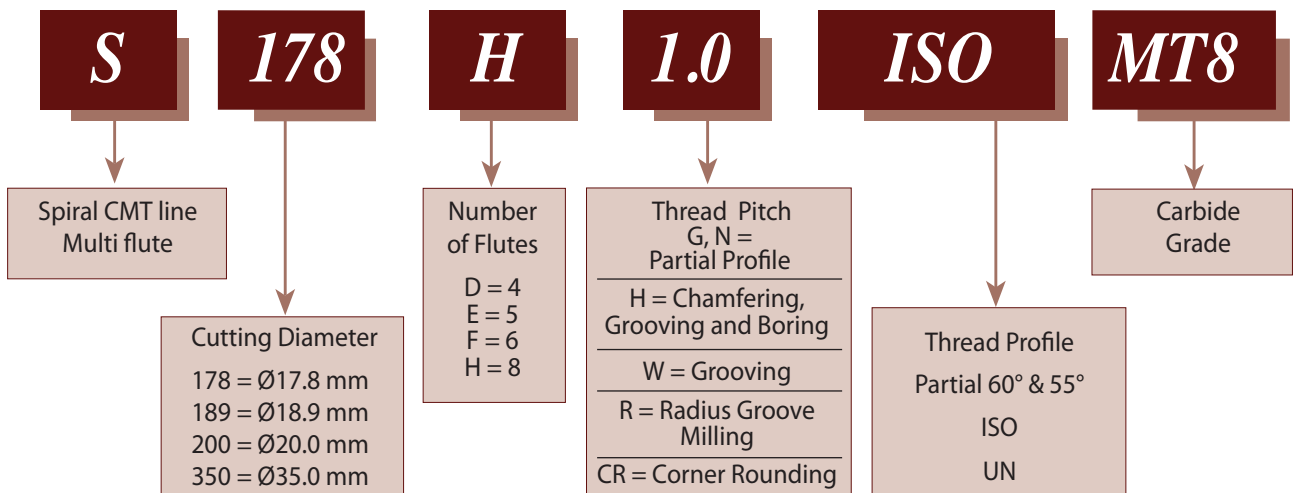 S 178 H 1.0 ISO MT8
Spiral CMT line
Multi flute
Cutting Diameter
178 = Ø17.8 mm
189 = Ø18.9 mm
200 = Ø20.0 mm
350 = Ø35.0 mm
Number
of Flutes
D = 4
E = 5
F = 6
H = 8
Thread Pitch
G, N =
Partial Profile
H = Chamfering,
Grooving and Boring
W = Grooving
R = Radius Groove
Milling
CR = Corner Rounding
Thread Profile
Partial 60° & 55°
ISO
UN
Carbide
Grade